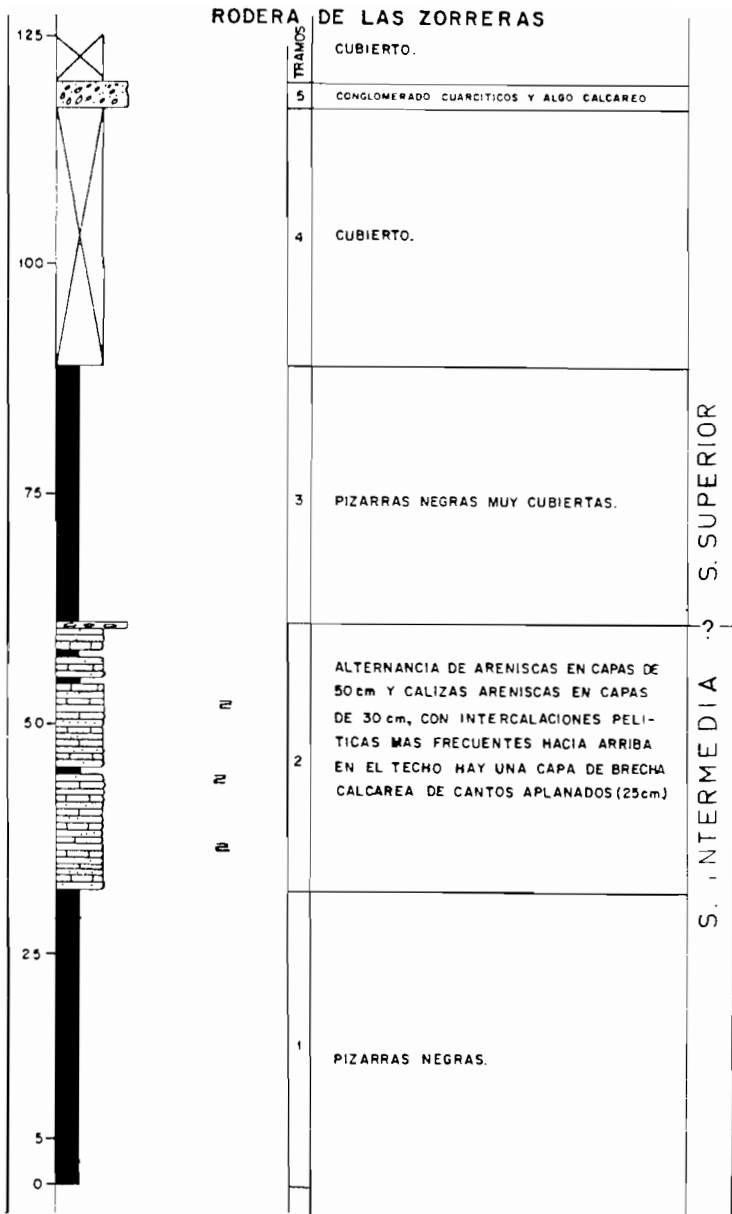 RODERA DE LAS ZORRERAS
125
TRAMOS
CUBIERTO.
5
CONGLOMERADO CUARCITICOS Y ALGO CALCAREO
4
CUBIERTO.
100
S. SUPERIOR
75
3
PIZARRAS NEGRAS MUY CUBIERTAS.
?
S. INTERMEDIA
50
2
ALTERNANCIA DE ARENISCAS EN CAPAS DE
50 cm Y CALIZAS ARENISCAS EN CAPAS
DE 30 cm, CON INTERCALACIONES PELI-
TICAS MAS FRECUENTES HACIA ARRIBA
EN EL TECHO HAY UNA CAPA DE BRECHA
CALCAREA DE CANTOS APLANADOS (25cm)
25
1
PIZARRAS NEGRAS.
5
0